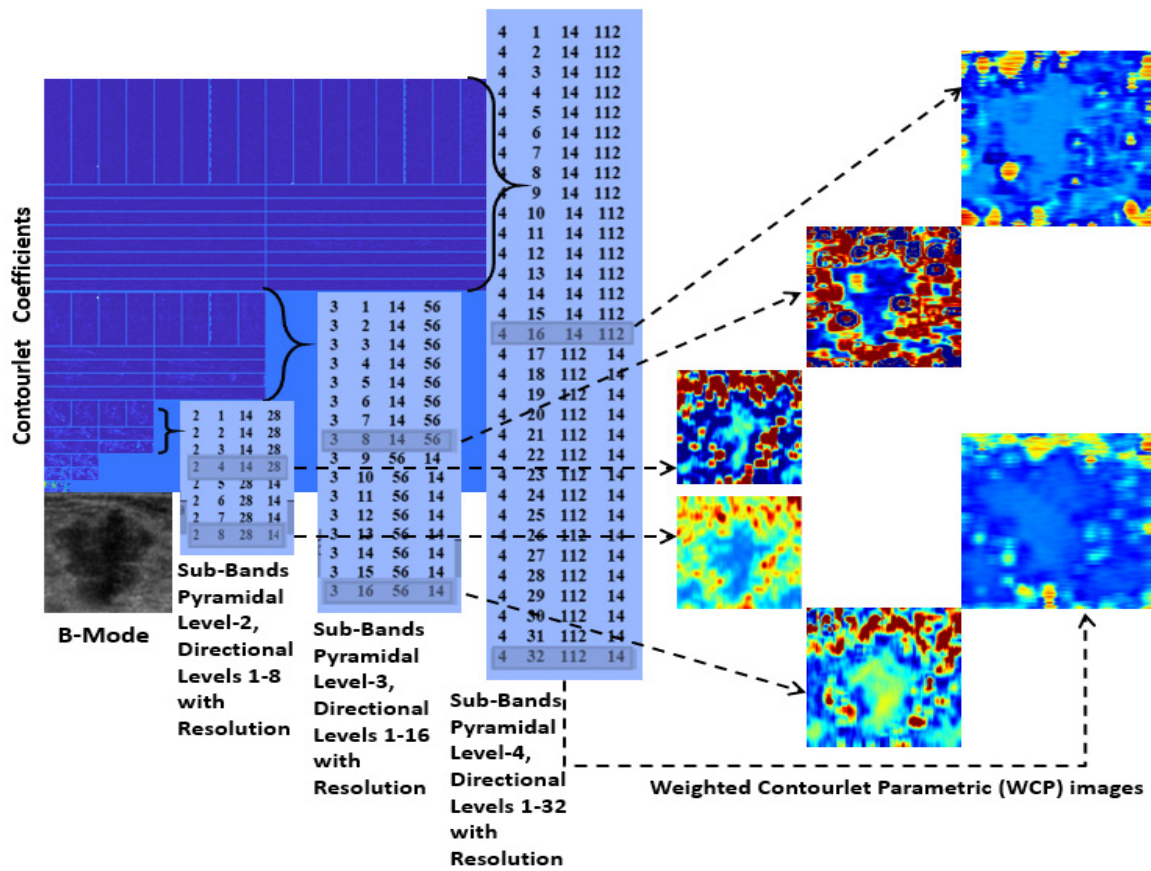 Contourlet Coefficients
4 1 14 112
4 2 14 112
4 3 14 112
4 4 14 112
4 5 14 112
4 6 14 112
4 7 14 112
4 8 14 112
4 9 14 112
4 10 14 112
4 11 14 112
4 12 14 112
4 13 14 112
4 14 14 112
4 15 14 112
4 16 14 112
4 17 112 14
4 18 112 14
4 19 112 14
4 20 112 14
4 21 112 14
4 22 112 14
4 23 112 14
4 24 112 14
4 25 112 14
4 26 112 14
4 27 112 14
4 28 112 14
4 29 112 14
4 30 112 14
4 31 112 14
4 32 112 14
3 1 14 56
3 2 14 56
3 3 14 56
3 4 14 56
3 5 14 56
3 6 14 56
3 7 14 56
3 8 14 56
3 9 56 14
3 10 56 14
3 11 56 14
3 12 56 14
3 13 56 14
3 14 56 14
3 15 56 14
3 16 56 14
2 1 14 28
2 2 14 28
2 3 14 28
2 4 14 28
2 5 28 14
2 6 28 14
2 7 28 14
2 8 28 14
B-Mode
Sub-Bands
Pyramidal
Level-2,
Directional
Levels 1-8
with
Resolution
Sub-Bands
Pyramidal
Level-3,
Directional
Levels 1-16
with
Resolution
Sub-Bands
Pyramidal
Level-4,
Directional
Levels 1-32
with
Resolution
Weighted Contourlet Parametric (WCP) images